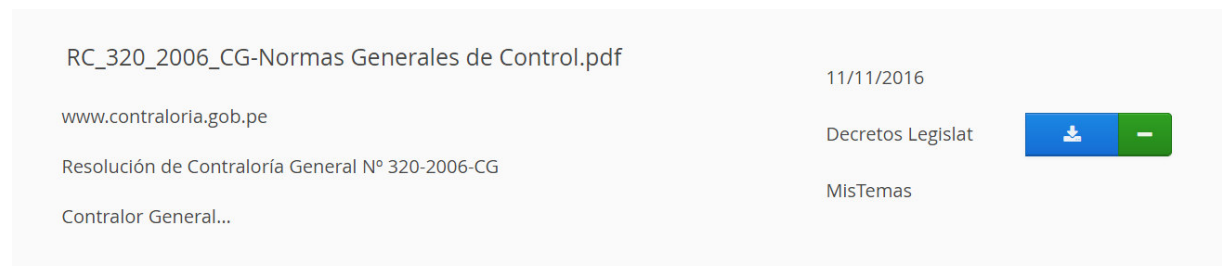 RC_320_2006_CG-Normas Generales de Control.pdf
www.contraloria.gob.pe
Resolución de Contraloría General Nº 320-2006-CG
Contralor General...
11/11/2016
Decretos Legislat
MisTemas